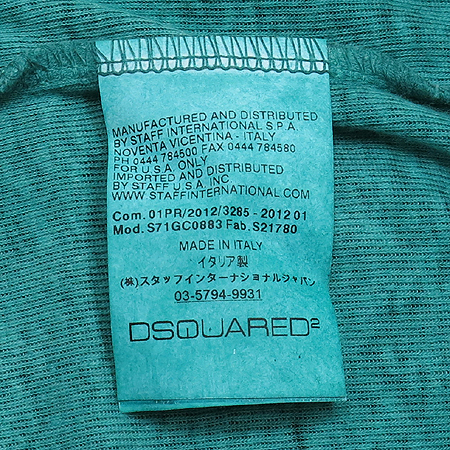 MANUFACTURED AND DISTRIBUTED
BY STAFF INTERNATIONAL S.P.A.
NOVENTA VICENTINA - ITALY
PH 0444 784500 FAX 0444 784580
FOR U.S.A. ONLY
IMPORTED AND DISTRIBUTED
BY STAFF U.S.A. INC
WWW.STAFFINTERNATIONAL.COM
Com. 01PR/2012/3285 - 2012 01
Mod. S71GC0883 Fab. S21780
MADE IN ITALY
イタリア製
(株)スタッフインターナショナルジャパン
03-5794-9931
DSQUARED²